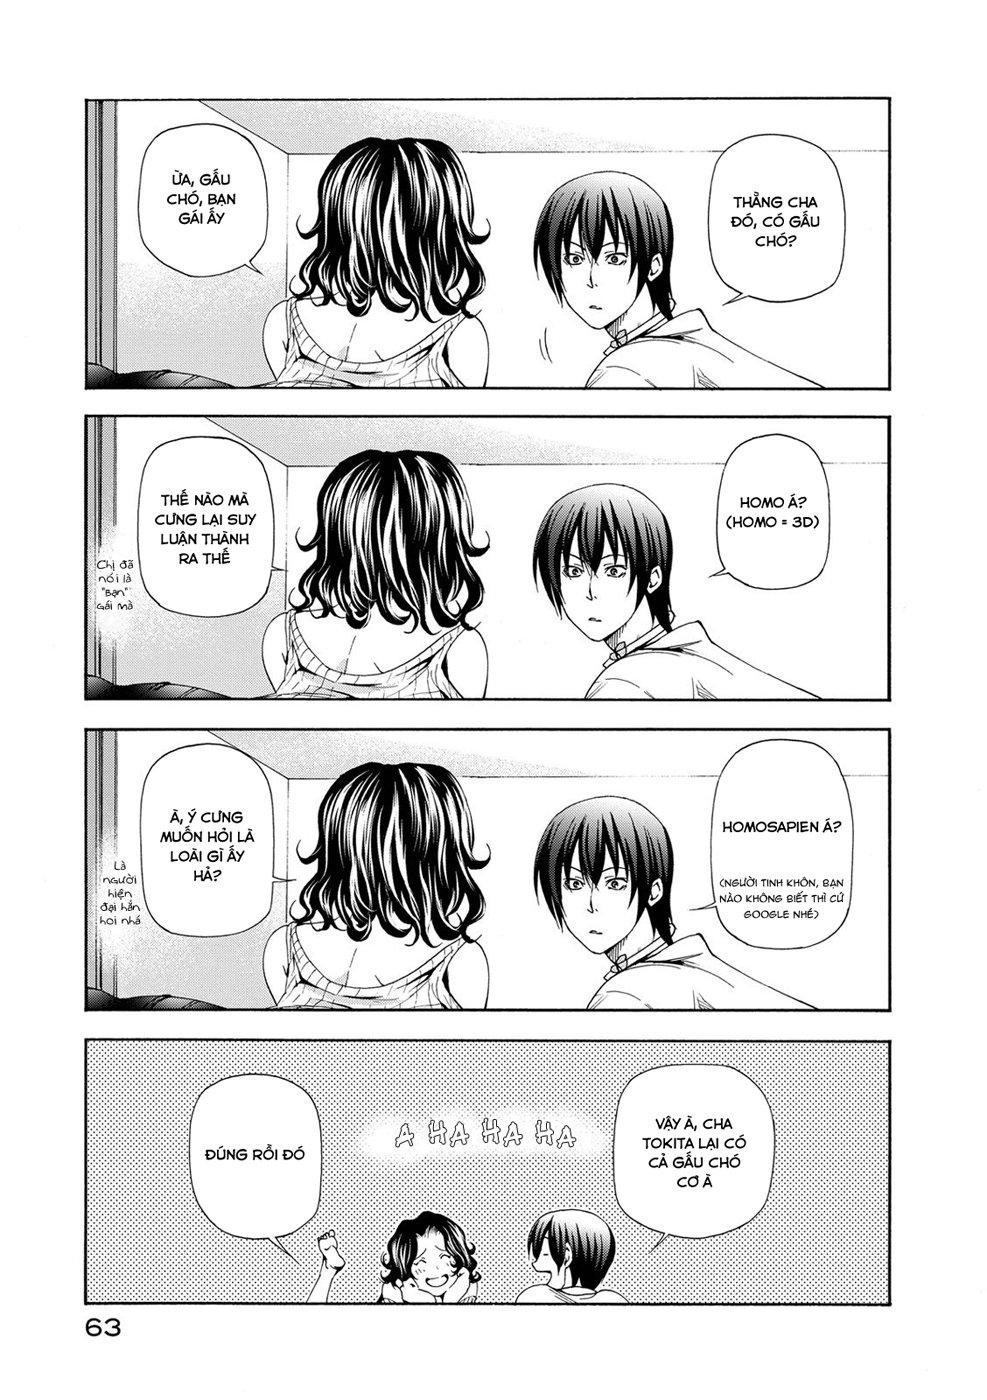 THẰNG CHA
ĐÓ, CÓ GẤU
CHÓ?
ỪA, GẤU
CHÓ, BẠN
GÁI ẤY
HOMO Á?
(HOMO = 3D)
THẾ NÀO MÀ
CƯNG LẠI SUY
LUẬN THÀNH
RA THẾ
Chị đã
nói là
"Bạn"
Gái mà
HOMOSAPIEN Á?
(NGƯỜI TINH KHÔN, BẠN
NÀO KHÔNG BIẾT THÌ CỨ
GOOGLE NHÉ)
À, Ý CƯNG
MUỐN HỎI LÀ
LOÀI GÌ ẤY
HẢ?
Là
người
hiện
đại hẳn
hoi nhá
VẬY À, CHA
TOKITA LẠI CÓ
CẢ GẤU CHÓ
CƠ À
A HA HA HA
ĐÚNG RỒI ĐÓ
63